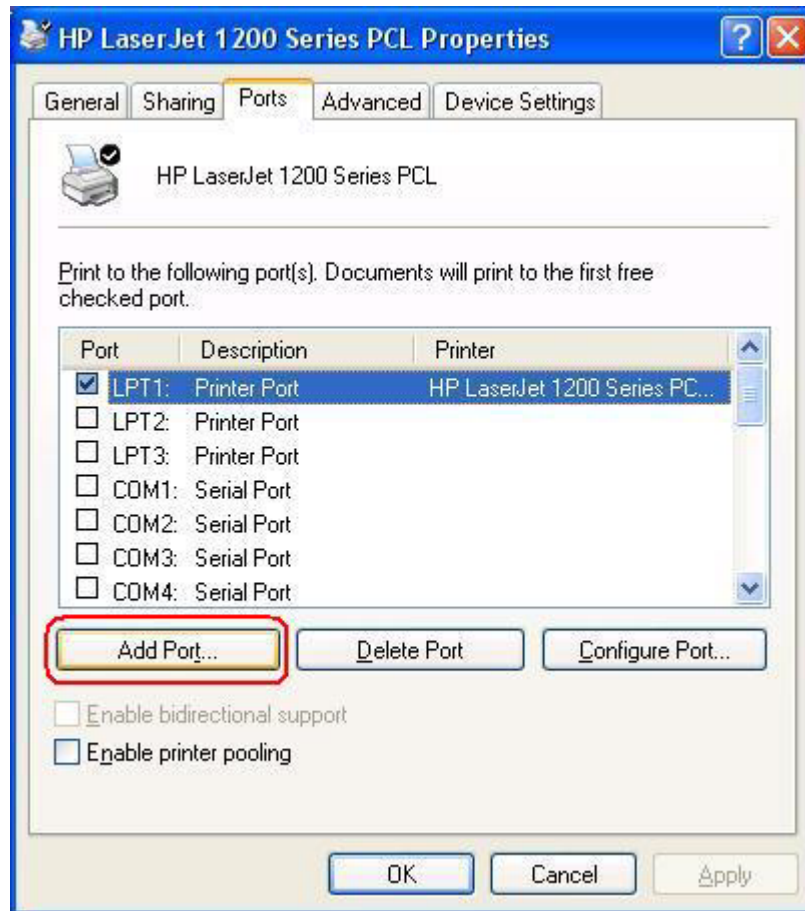 HP LaserJet 1200 Series PCL Properties
General Sharing Ports Advanced Device Settings
HP LaserJet 1200 Series PCL
Print to the following port(s). Documents will print to the first free
checked port.
Port Description Printer
LPT1: Printer Port HP LaserJet 1200 Series PC...
LPT2: Printer Port
LPT3: Printer Port
COM1: Serial Port
COM2: Serial Port
COM3: Serial Port
COM4: Serial Port
Add Port... Delete Port Configure Port...
Enable bidirectional support
Enable printer pooling
OK Cancel Apply